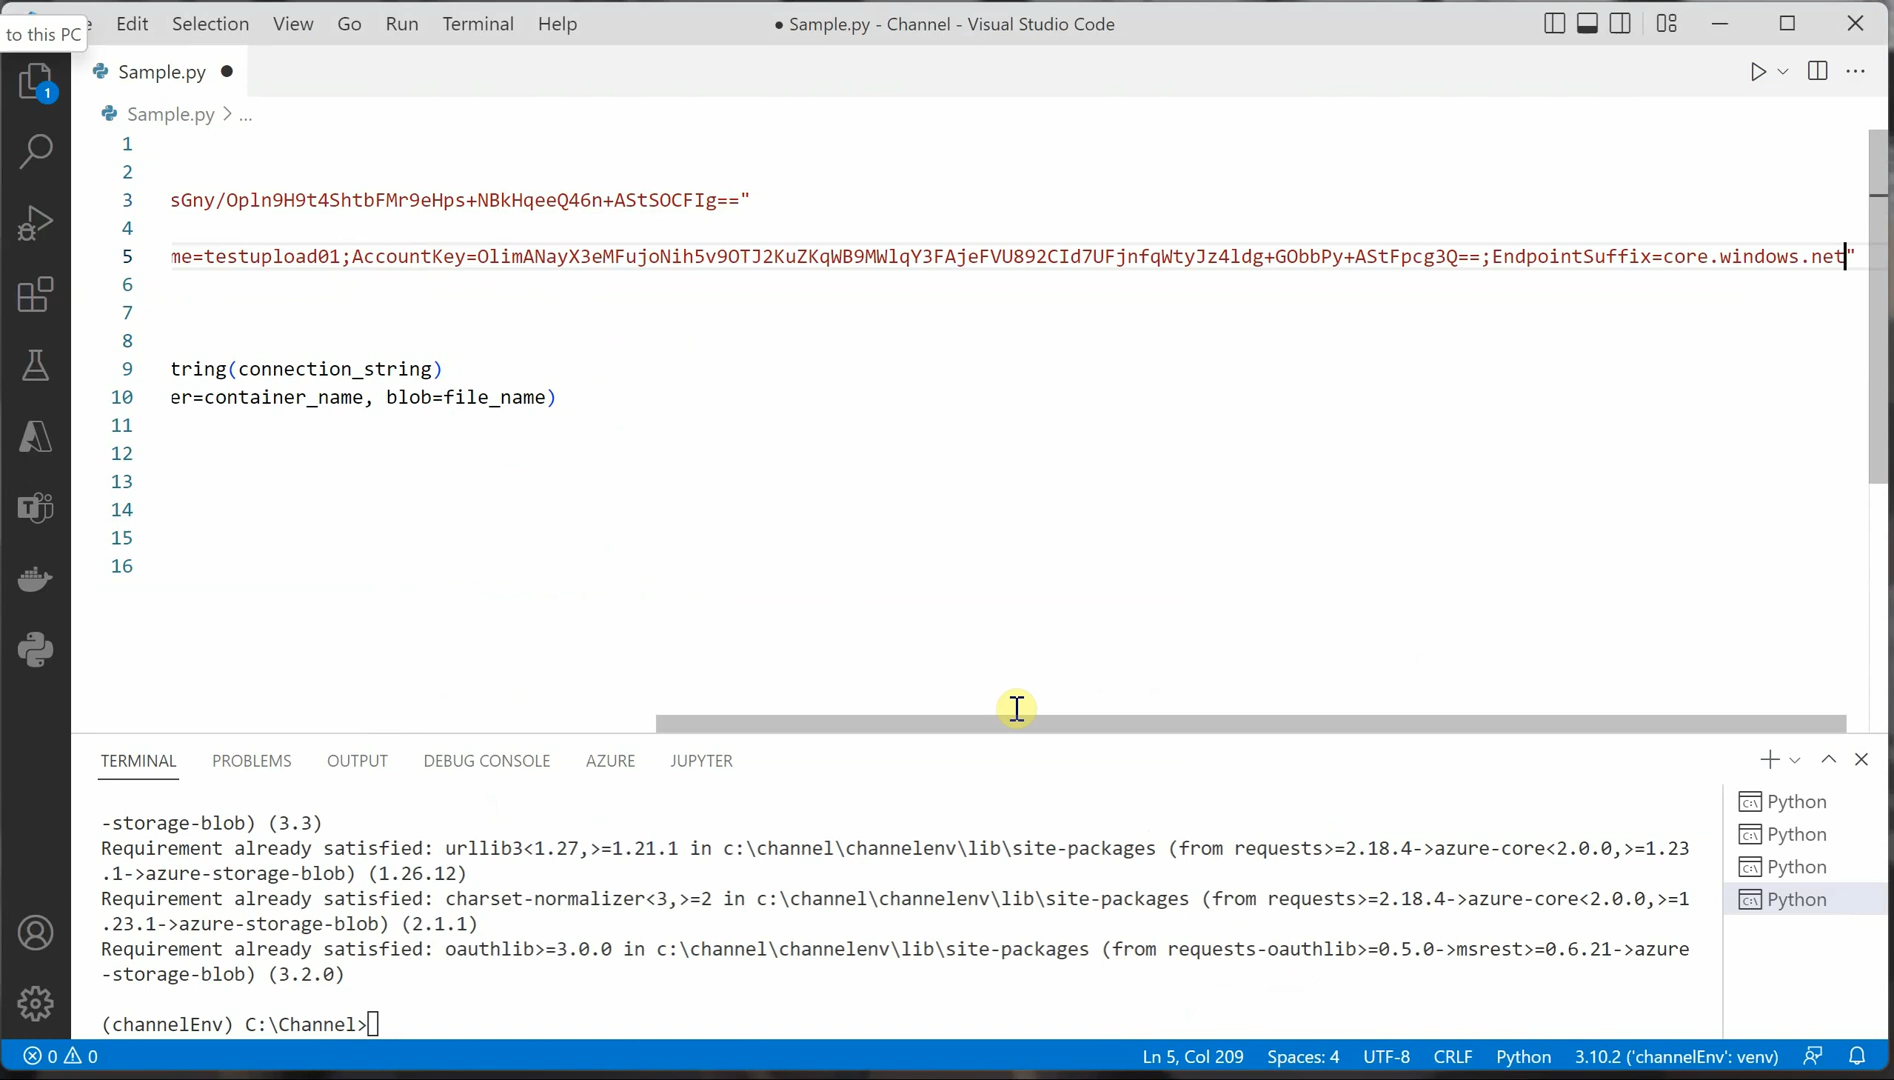 to this PC
Edit Selection View Go Run Terminal Help
● Sample.py - Channel - Visual Studio Code
Sample.py ●
1
Sample.py > ...
1
2
3 sGny/Opln9H9t4ShtbFMr9eHps+NBkHqeeQ46n+AStSOCFIg=="
4
5 me=testupload01;AccountKey=OlimANayX3eMFujoNih5v9OTJ2KuZKqWB9MWlqY3FAjeFVU892CId7UFjnfqWtyJz4ldg+GObbPy+AStFpcg3Q==;EndpointSuffix=core.windows.net"
6
7
8
9 tring(connection_string)
10 er=container_name, blob=file_name)
11
12
13
14
15
16
TERMINAL PROBLEMS OUTPUT DEBUG CONSOLE AZURE JUPYTER
-storage-blob) (3.3)
Requirement already satisfied: urllib3<1.27,>=1.21.1 in c:\channel\channelenv\lib\site-packages (from requests>=2.18.4->azure-core<2.0.0,>=1.23
.1->azure-storage-blob) (1.26.12)
Requirement already satisfied: charset-normalizer<3,>=2 in c:\channel\channelenv\lib\site-packages (from requests>=2.18.4->azure-core<2.0.0,>=1
.23.1->azure-storage-blob) (2.1.1)
Requirement already satisfied: oauthlib>=3.0.0 in c:\channel\channelenv\lib\site-packages (from requests-oauthlib>=0.5.0->msrest>=0.6.21->azure
-storage-blob) (3.2.0)
(channelEnv) C:\Channel>
Python
Python
Python
Python
0 0 Ln 5, Col 209 Spaces: 4 UTF-8 CRLF Python 3.10.2 ('channelEnv': venv)